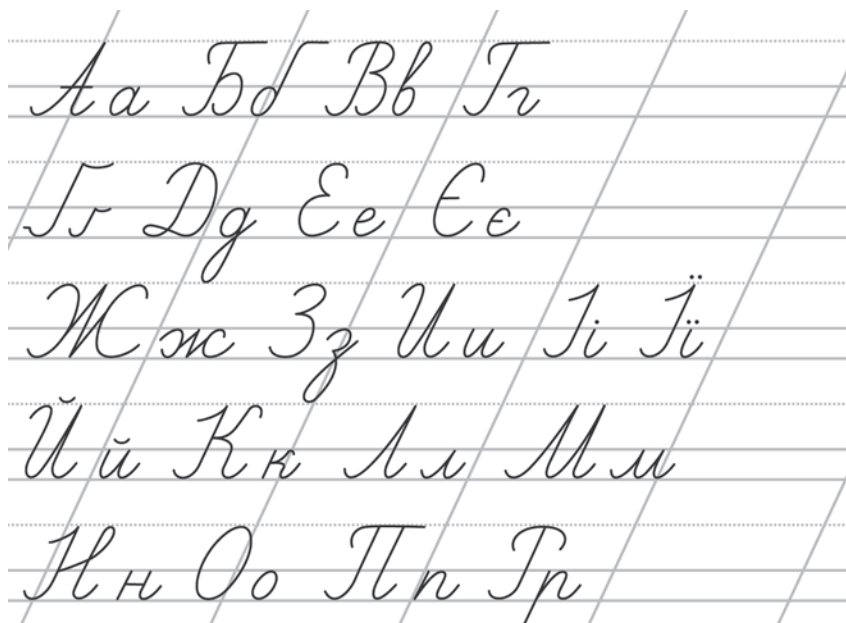 Аа Бб Вв Гг
Ґґ Дд Ее Єє
Жж Зз Ии Іі Її
Йй Кк Лл Мм
Нн Оо Пп Рр